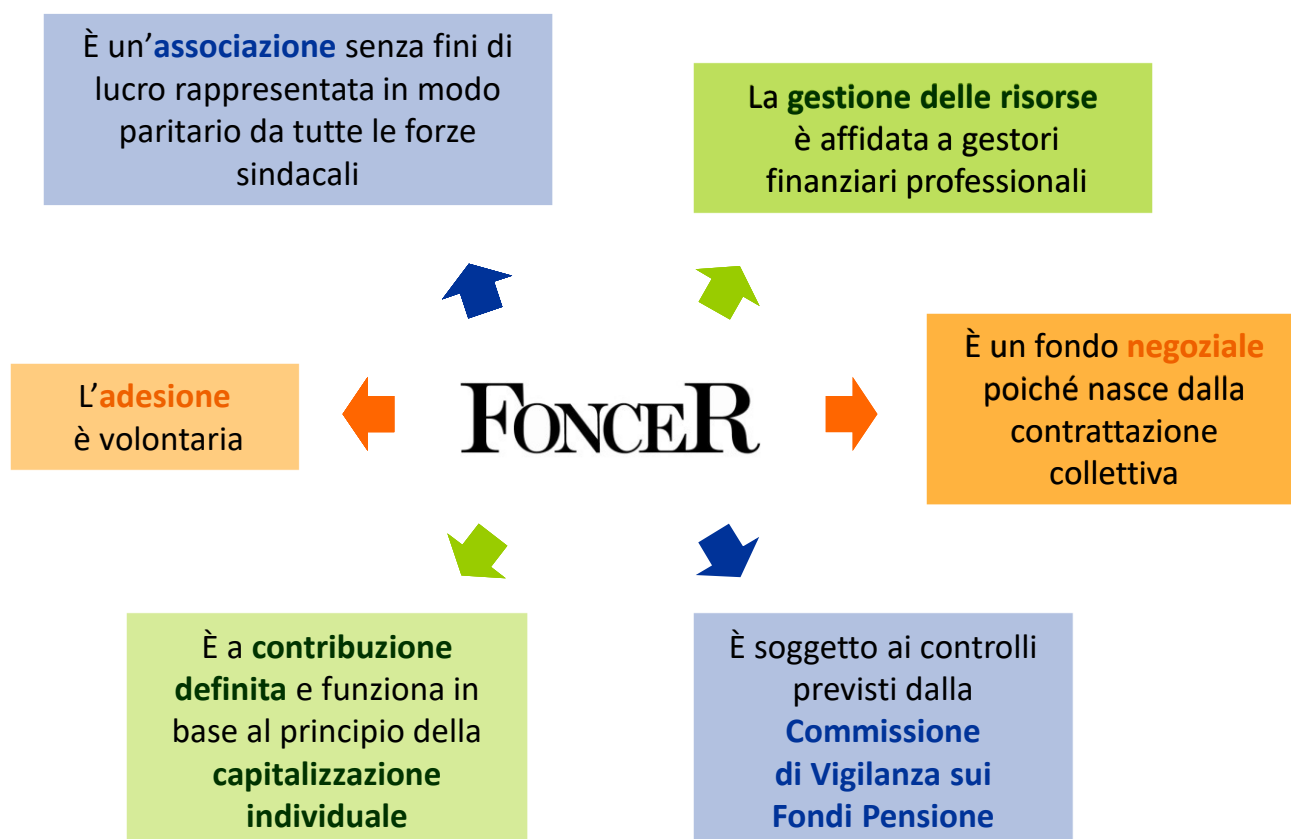 È un’associazione senza fini di
lucro rappresentata in modo
paritario da tutte le forze
sindacali
La gestione delle risorse
è affidata a gestori
finanziari professionali
L’adesione
è volontaria
FONCER
È un fondo negoziale
poiché nasce dalla
contrattazione
collettiva
È a contribuzione
definita e funziona in
base al principio della
capitalizzazione
individuale
È soggetto ai controlli
previsti dalla
Commissione
di Vigilanza sui
Fondi Pensione